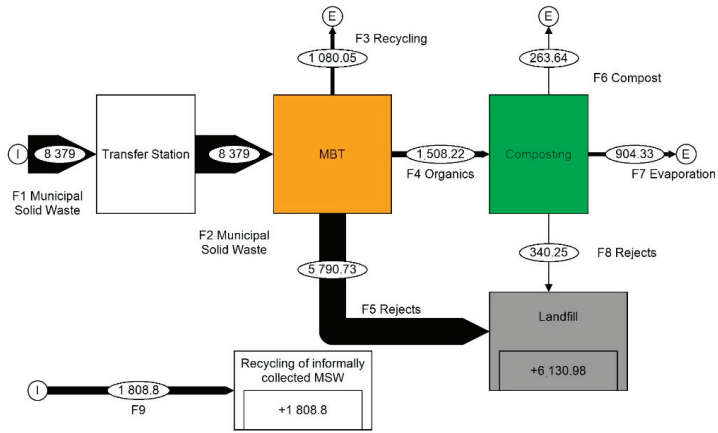 E
E
F3 Recycling
1 080.05
263.64
F6 Compost
I
8 379
Transfer Station
8 379
MBT
1,508.22
Composting
904.33
E
F4 Organics
F7 Evaporation
F1 Municipal
Solid Waste
F2 Municipal
Solid Waste
340.25
F8 Rejects
5 790.73
F5 Rejects
Landfill
+6 130.98
Recycling of informally
collected MSW
I
1 808.8
F9
+1 808.8